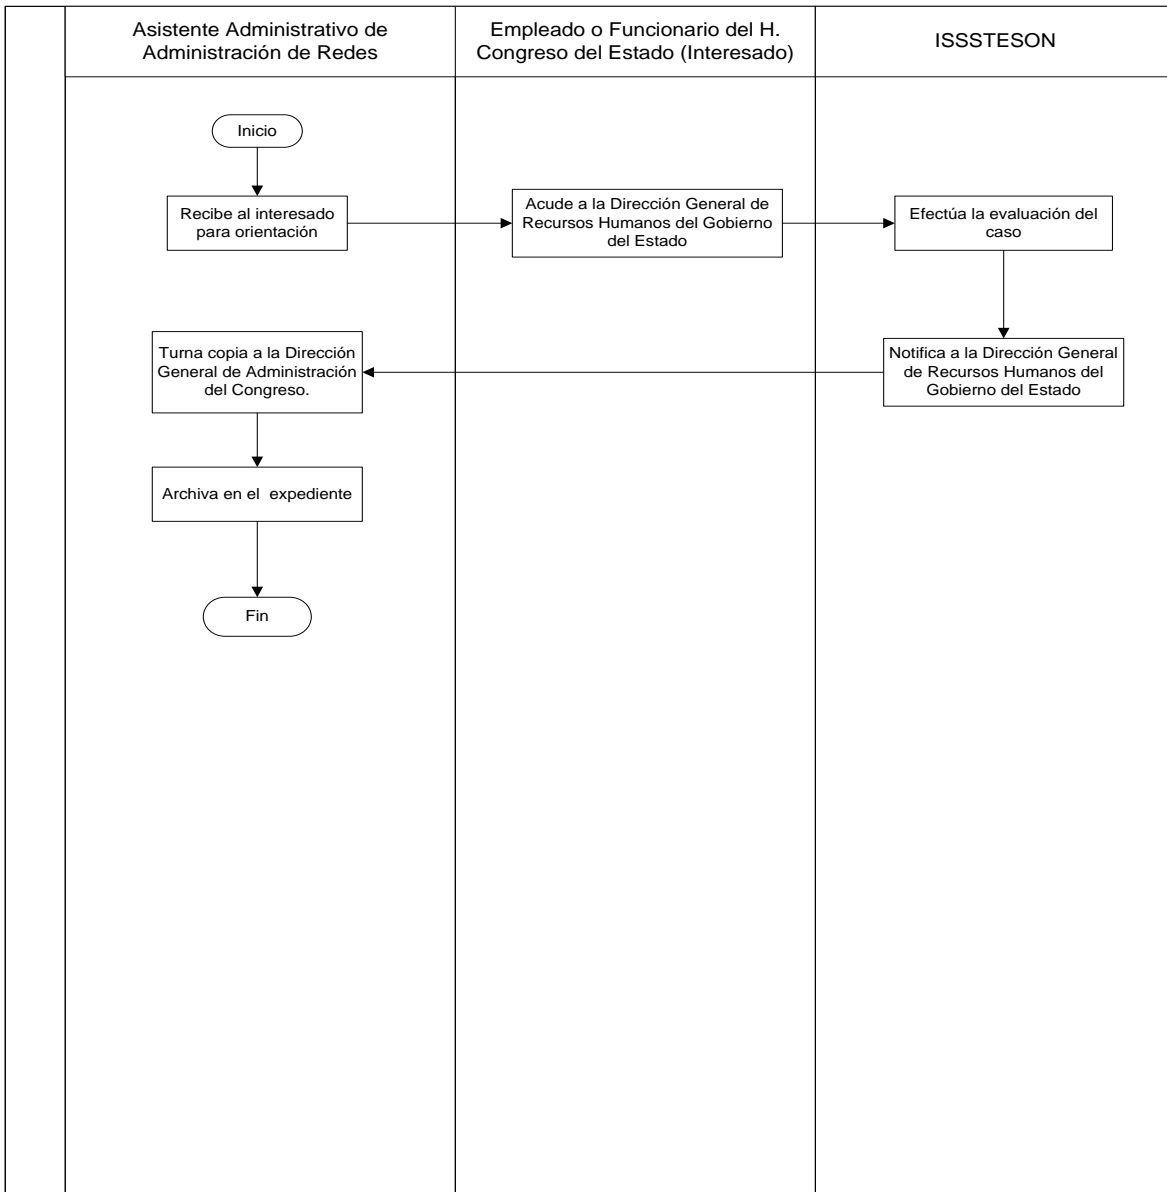 Asistente Administrativo de
Administración de Redes
Empleado o Funcionario del H.
Congreso del Estado (Interesado)
ISSSTESON
Inicio
Recibe al interesado
para orientación
Acude a la Dirección General de
Recursos Humanos del Gobierno
del Estado
Efectúa la evaluación del
caso
Notifica a la Dirección General
de Recursos Humanos del
Gobierno del Estado
Turna copia a la Dirección
General de Administración
del Congreso.
Archiva en el expediente
Fin